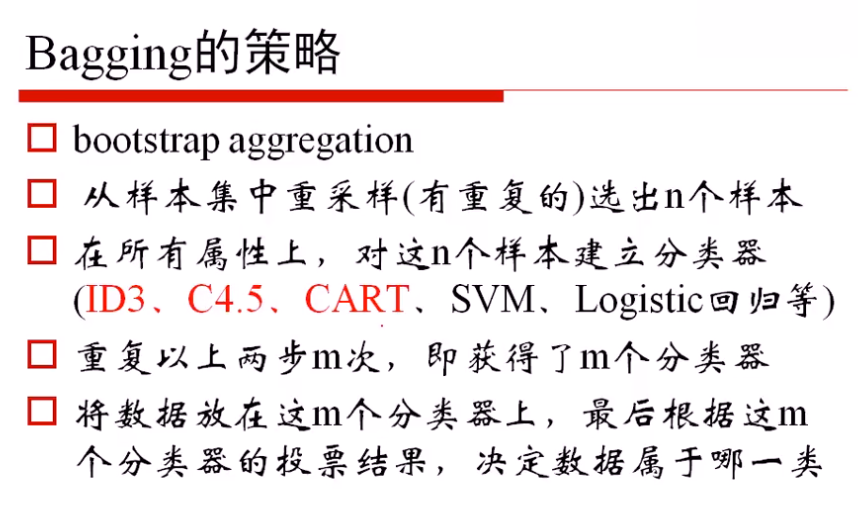 Bagging的策略
bootstrap aggregation
从样本集中重采样(有重复的)选出n个样本
在所有属性上，对这n个样本建立分类器
(ID3、C4.5、CART、SVM、Logistic回归等)
重复以上两步m次，即获得了m个分类器
将数据放在这m个分类器上，最后根据这m
个分类器的投票结果，决定数据属于哪一类